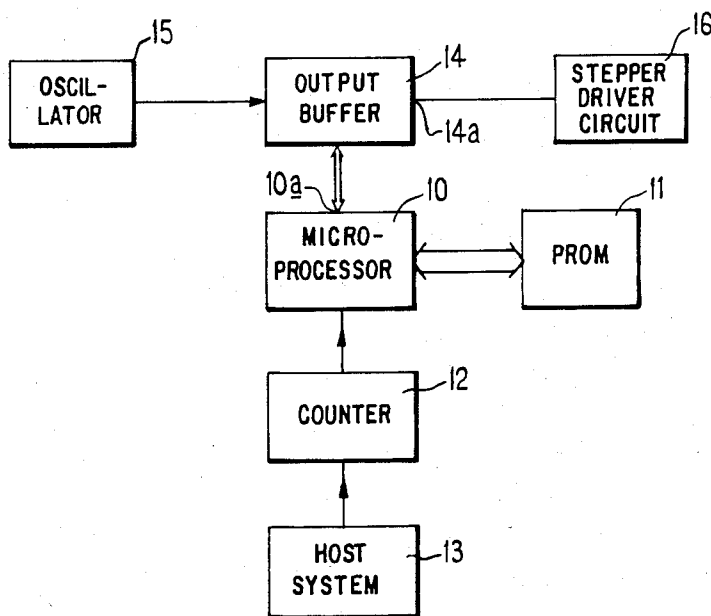 15
14
16
OSCIL-
LATOR
OUTPUT
BUFFER
STEPPER
DRIVER
CIRCUIT
14a
10a
10
11
MICRO-
PROCESSOR
PROM
12
COUNTER
HOST
SYSTEM
13